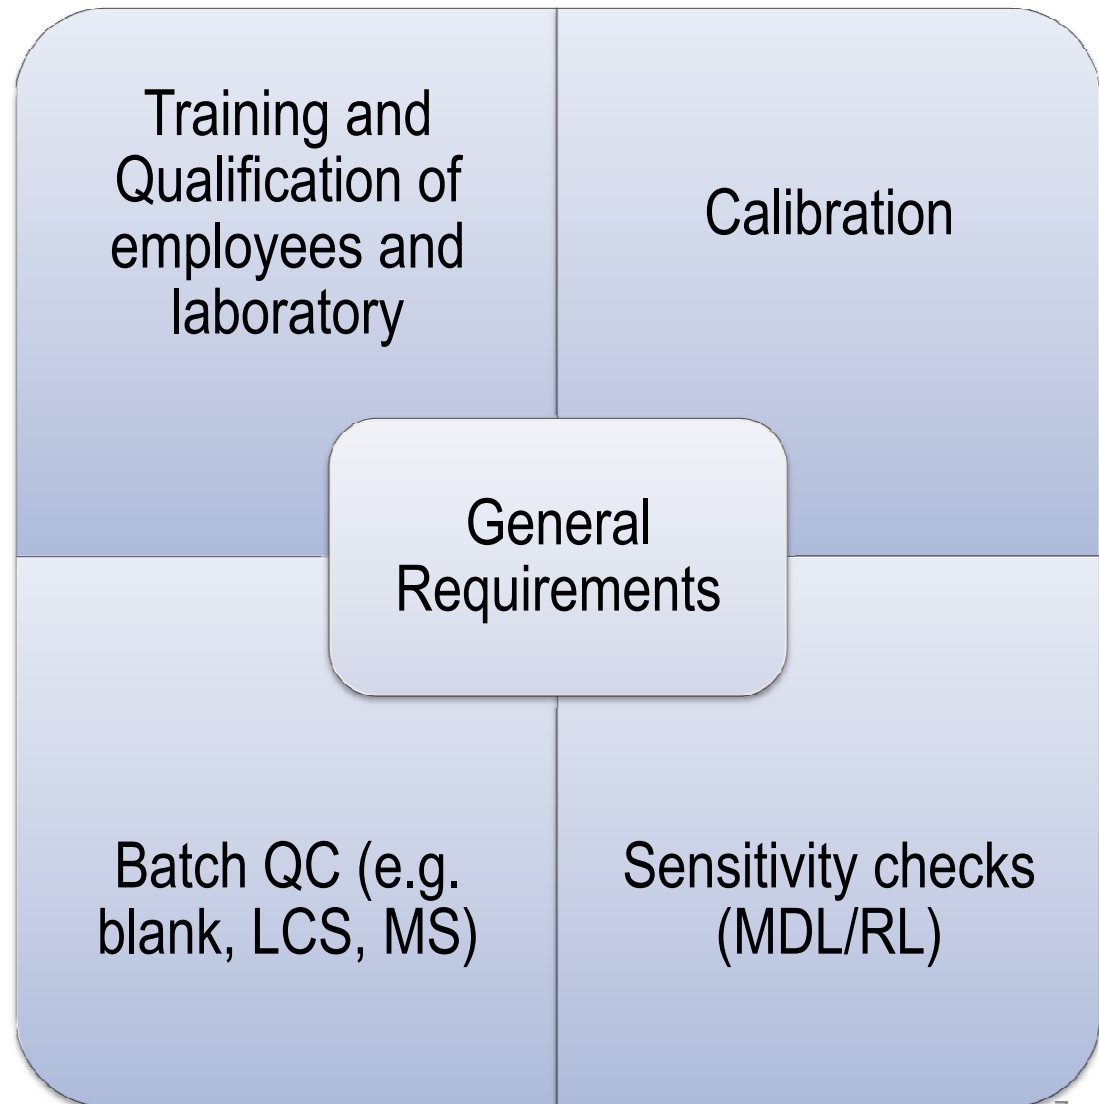 Training and
Qualification of
employees and
laboratory
Calibration
General
Requirements
Batch QC (e.g.
blank, LCS, MS)
Sensitivity checks
(MDL/RL)